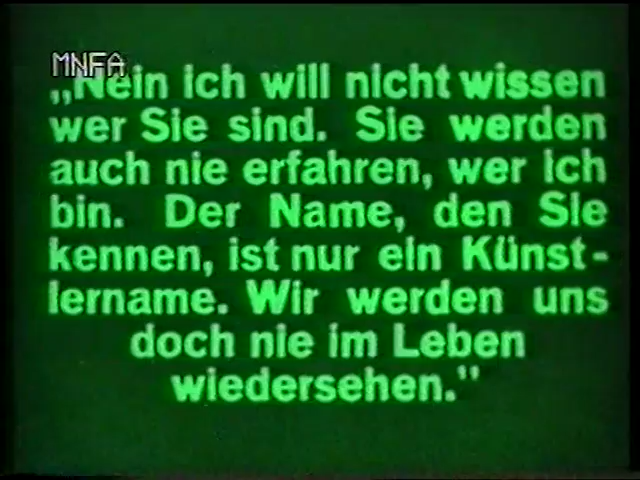 MNFA
„Nein ich will nicht wissen
wer Sie sind. Sie werden
auch nie erfahren, wer ich
bin. Der Name, den Sie
kennen, ist nur ein Künst-
lername. Wir werden uns
doch nie im Leben
wiedersehen."